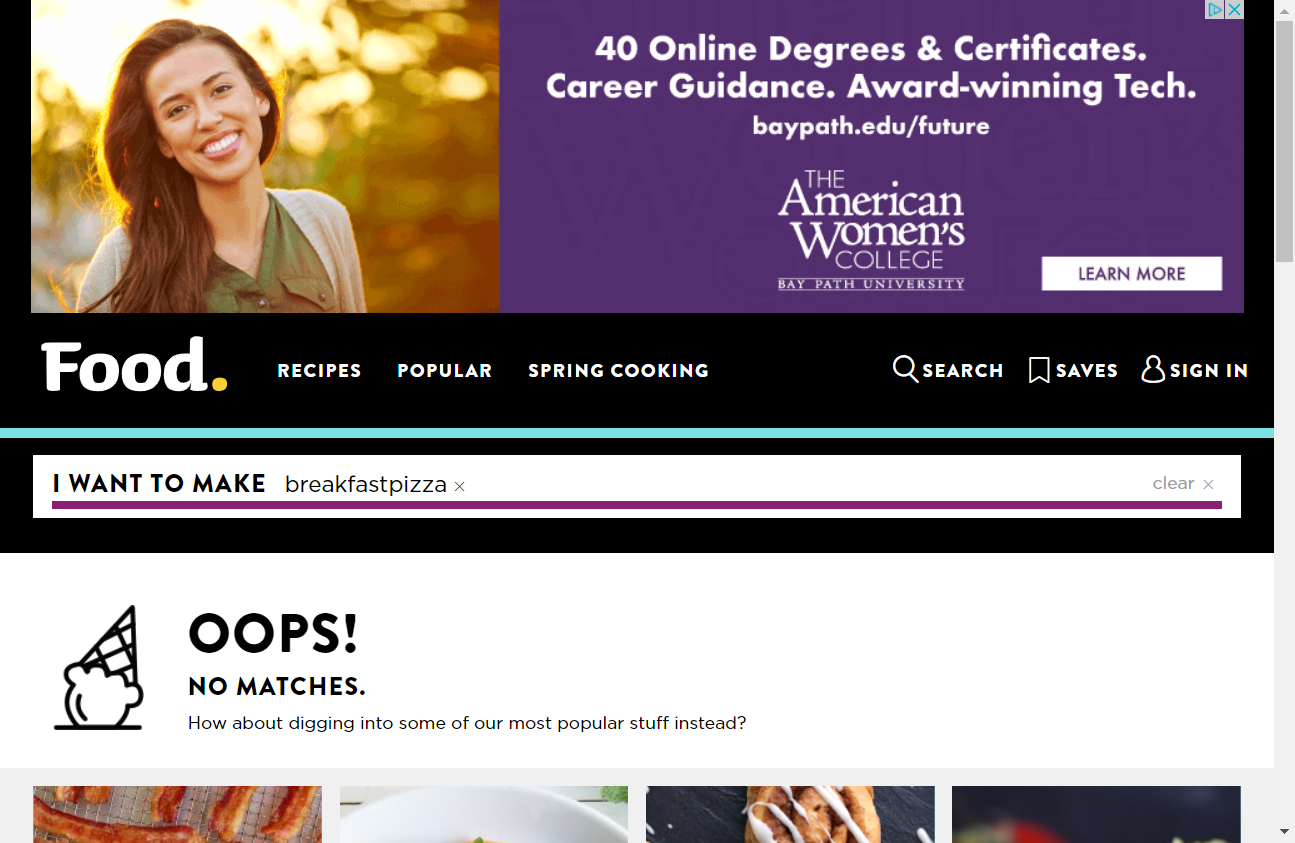 40 Online Degrees & Certificates.
Career Guidance. Award-winning Tech.
baypath.edu/future
THE
American
Women's
COLLEGE
BAY PATH UNIVERSITY
LEARN MORE
Food.
RECIPES POPULAR SPRING COOKING SEARCH SAVES SIGN IN
I WANT TO MAKE breakfastpizza × clear ×
OOPS!
NO MATCHES.
How about digging into some of our most popular stuff instead?